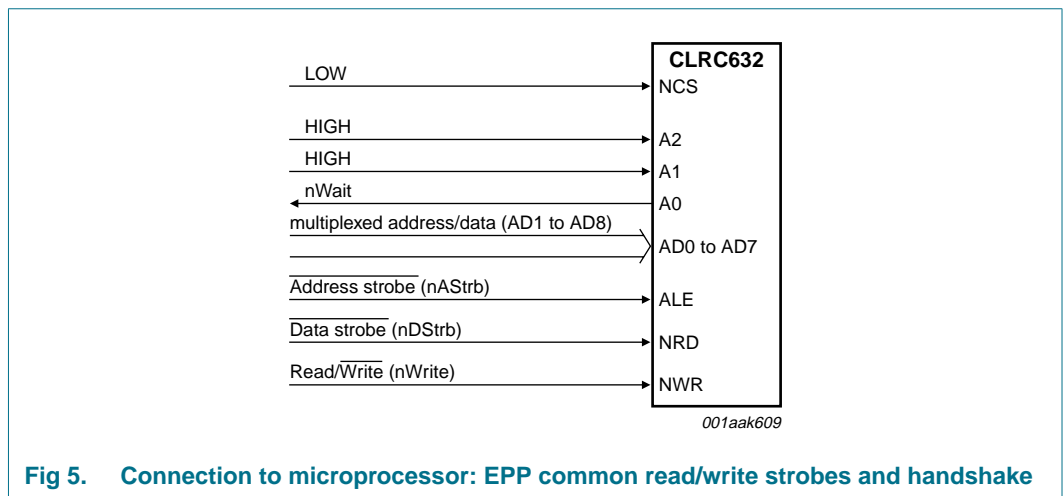 CLRC632
LOW
NCS
HIGH
A2
HIGH
A1
nWait
A0
multiplexed address/data (AD1 to AD8)
AD0 to AD7
Address strobe (nAStrb)
ALE
Data strobe (nDStrb)
NRD
Read/Write (nWrite)
NWR
001aak609
Fig 5. Connection to microprocessor: EPP common read/write strobes and handshake